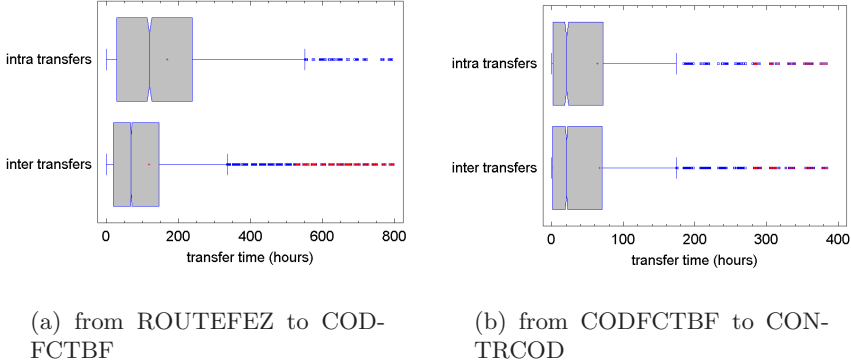 intra transfers
inter transfers
0 200 400 600 800
transfer time (hours)
(a) from ROUTEFEZ to COD-
FCTBF
intra transfers
inter transfers
0 100 200 300 400
transfer time (hours)
(b) from CODFCTBF to CON-
TRCOD